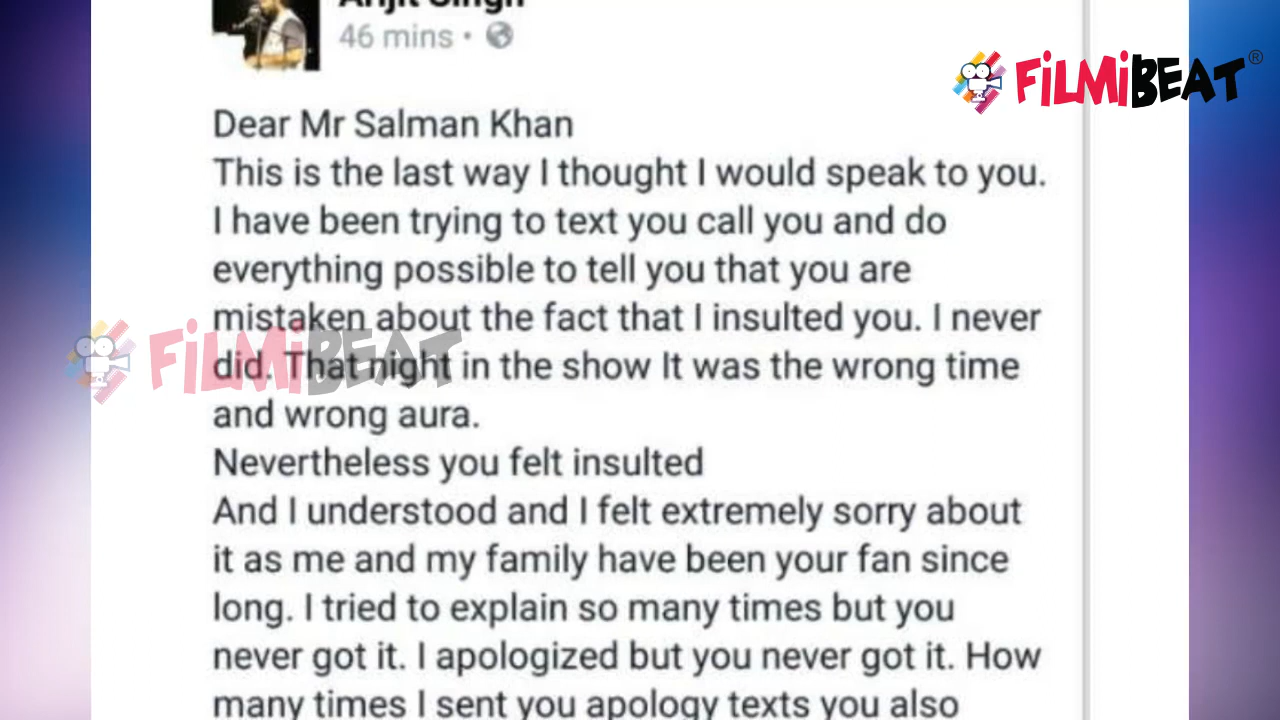 Arijit Singh
46 mins •
FiLMiBEAT®
Dear Mr Salman Khan
This is the last way I thought I would speak to you.
I have been trying to text you call you and do
everything possible to tell you that you are
mistaken about the fact that I insulted you. I never
did. That night in the show It was the wrong time
and wrong aura.
FiLMiBEAT
Nevertheless you felt insulted
And I understood and I felt extremely sorry about
it as me and my family have been your fan since
long. I tried to explain so many times but you
never got it. I apologized but you never got it. How
many times I sent you apology texts you also